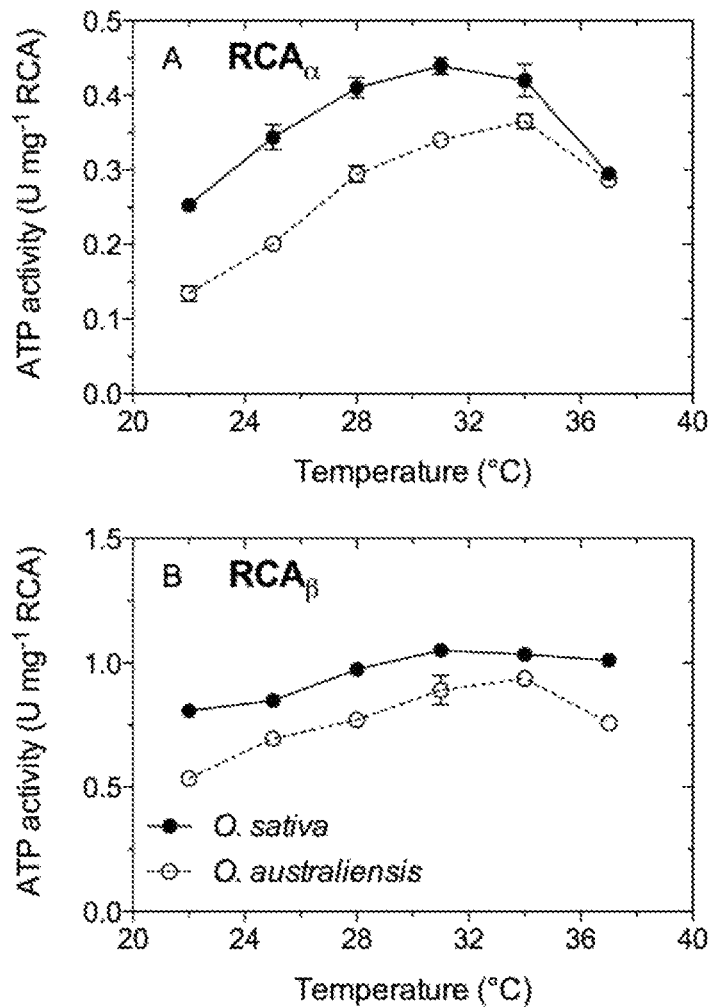 A RCAα
ATP activity (U mg⁻¹ RCA)
0.5
0.4
0.3
0.2
0.1
0.0
20 24 28 32 36 40
Temperature (°C)
B RCAβ
ATP activity (U mg⁻¹ RCA)
1.5
1.0
0.5
0.0
O. sativa
O. australiensis
20 24 28 32 36 40
Temperature (°C)